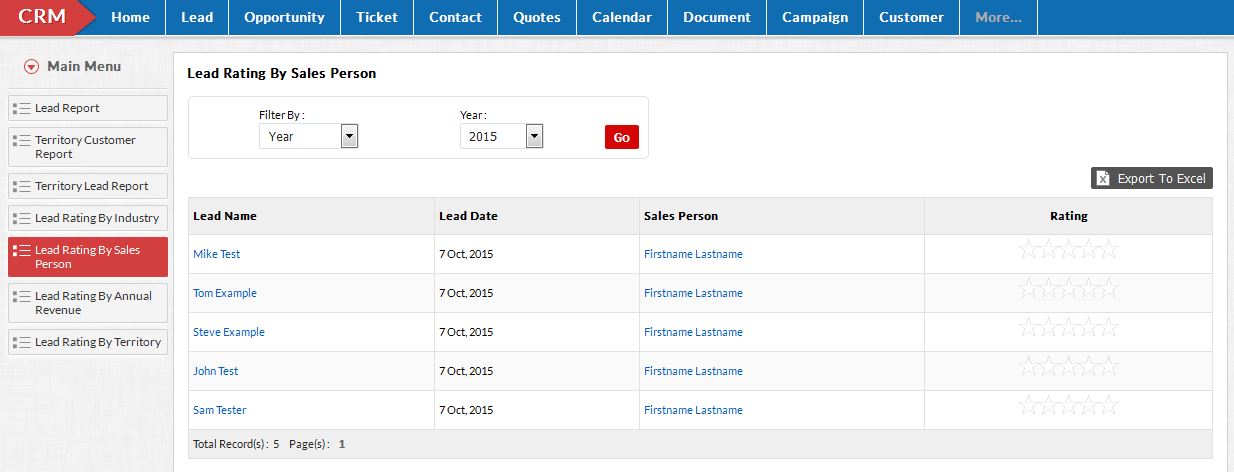 CRM Home Lead Opportunity Ticket Contact Quotes Calendar Document Campaign Customer More...
Main Menu
Lead Report
Territory Customer
Report
Territory Lead Report
Lead Rating By Industry
Lead Rating By Sales
Person
Lead Rating By Annual
Revenue
Lead Rating By Territory
Lead Rating By Sales Person
Filter By : Year :
Year 2015 Go
Export To Excel
Lead Name Lead Date Sales Person Rating
Mike Test 7 Oct, 2015 Firstname Lastname
Tom Example 7 Oct, 2015 Firstname Lastname
Steve Example 7 Oct, 2015 Firstname Lastname
John Test 7 Oct, 2015 Firstname Lastname
Sam Tester 7 Oct, 2015 Firstname Lastname
Total Record(s) : 5 Page(s) : 1